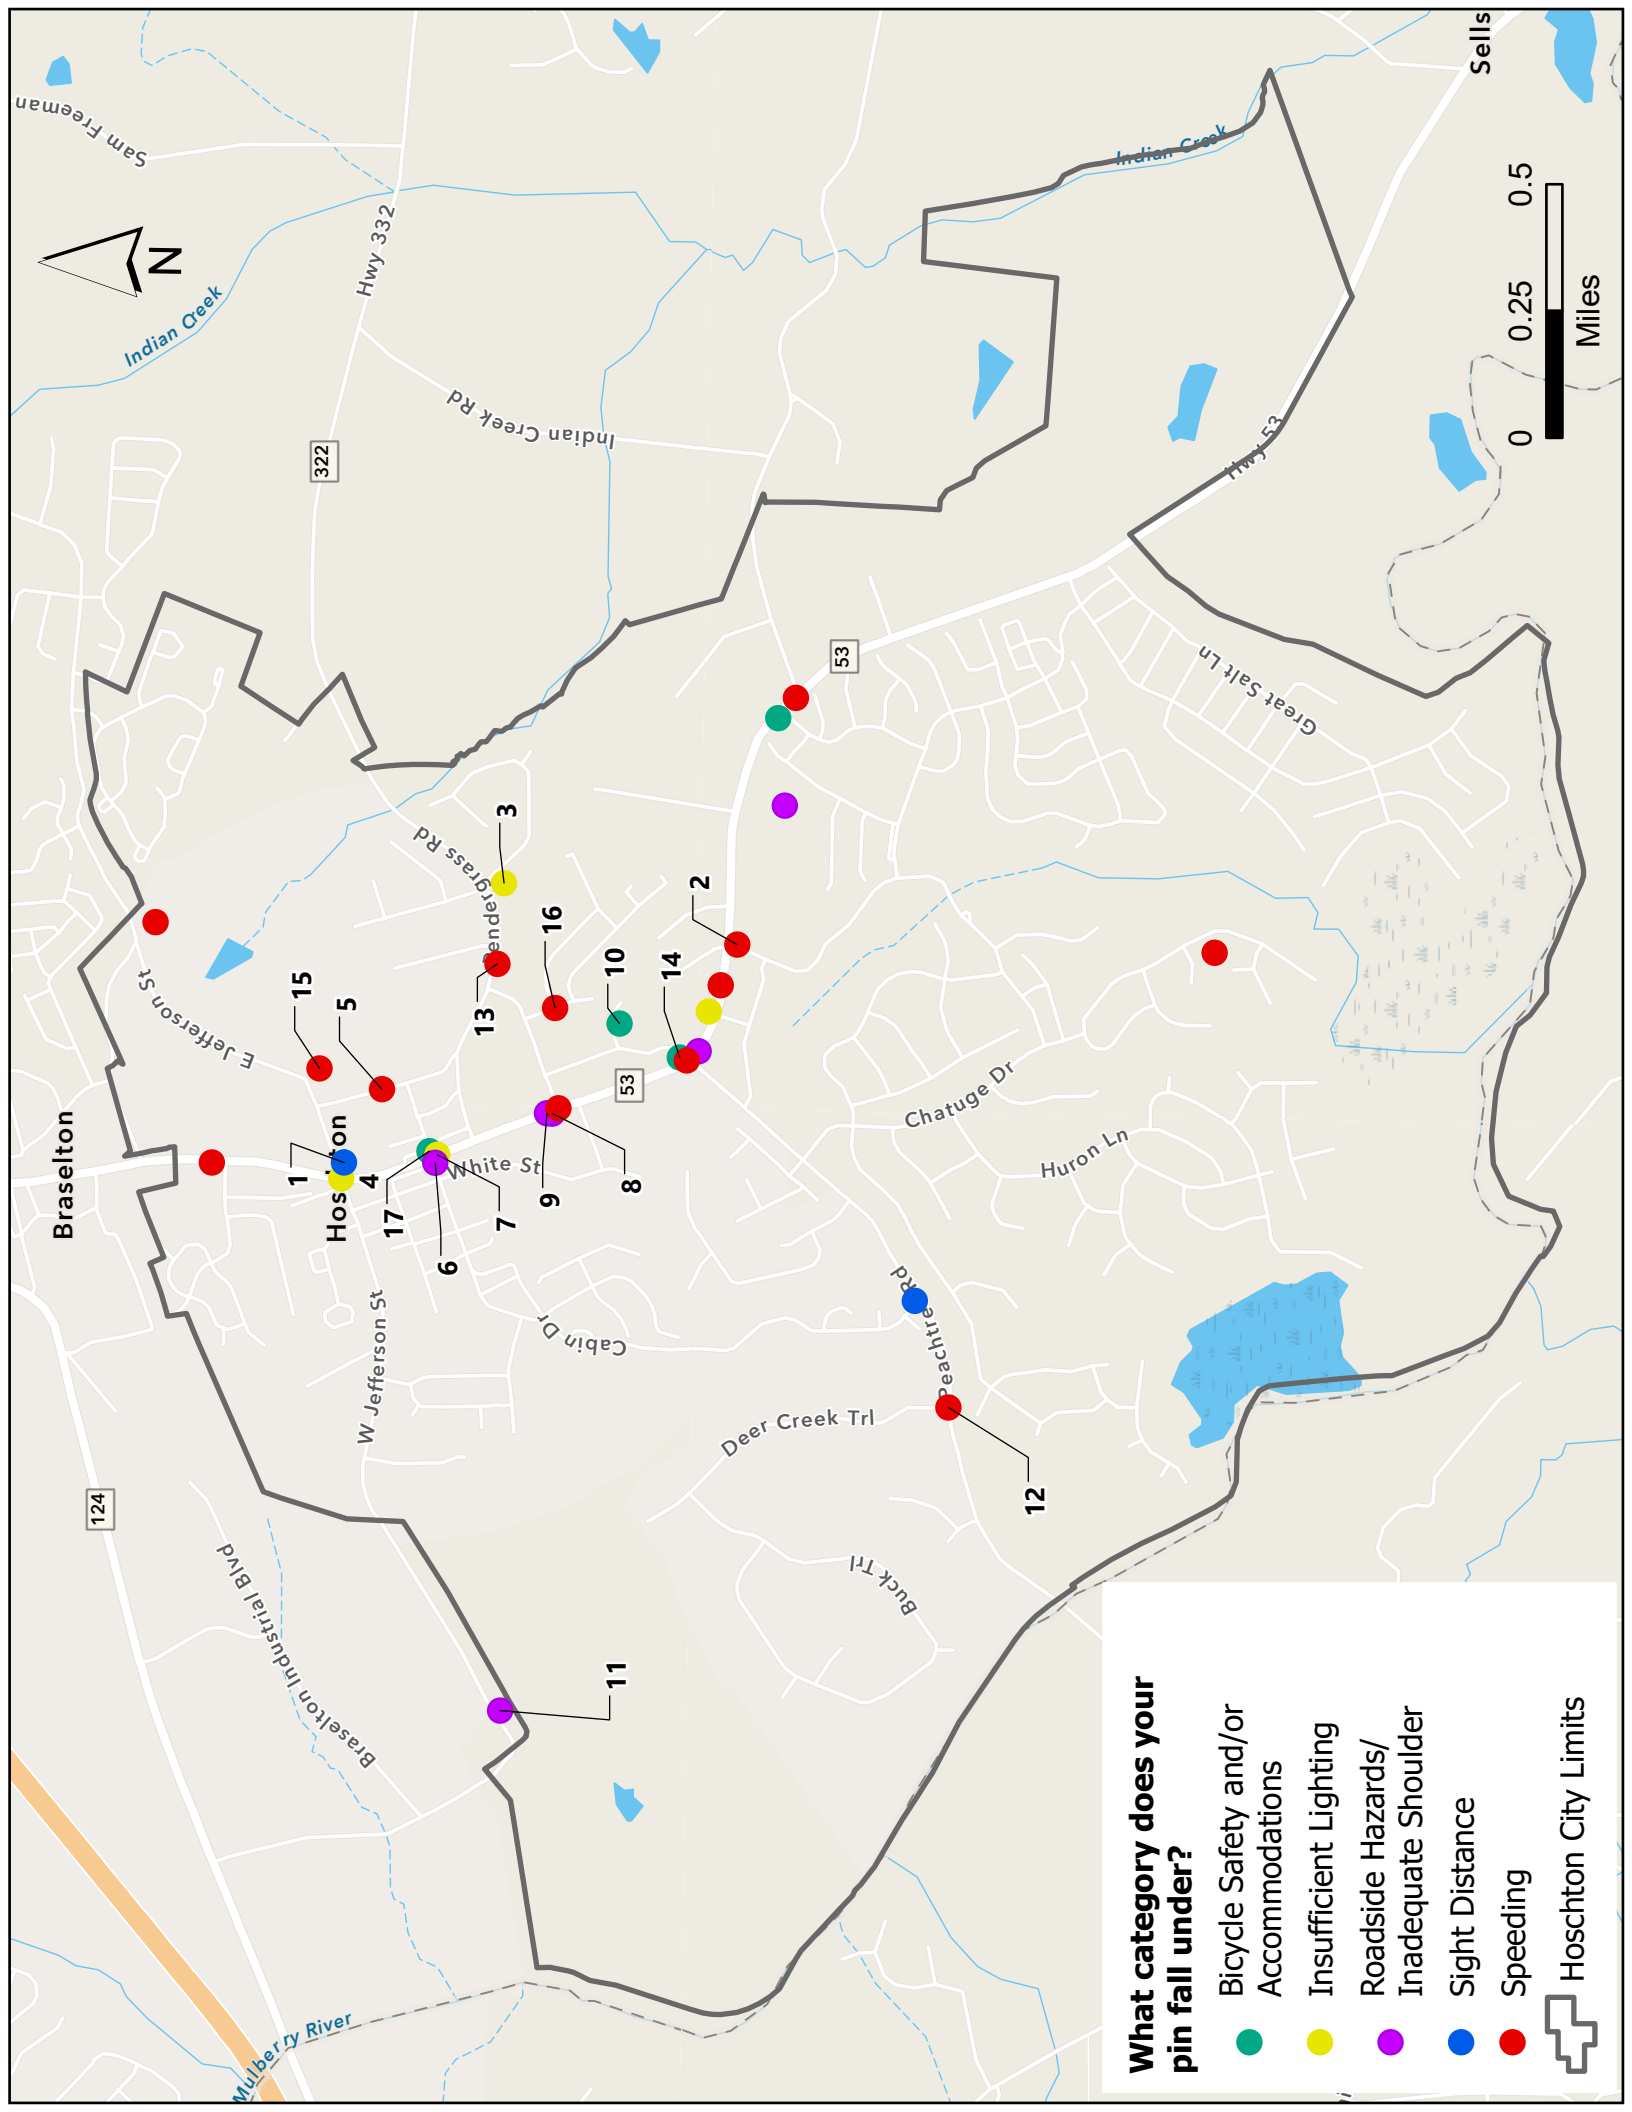 Sam Freeman
Indian Creek
N
Hwy 332
Indian Creek Rd
322
Indian Creek
Sells
Hwy 53
0 0.25 0.5
Miles
53
Great Salt Ln
Pendergrass Rd
3
13
16
10
14
2
E Jefferson St
15
5
Braselton
1
4
17
White St
6
7
9
8
53
Chatuge Dr
Huron Ln
W Jefferson St
Cabin Dr
Peachtree Rd
Deer Creek Trl
12
Buck Trl
124
Braselton Industrial Blvd
11
Mulberry River
What category does your
pin fall under?
Bicycle Safety and/or
Accommodations
Insufficient Lighting
Roadside Hazards/
Inadequate Shoulder
Sight Distance
Speeding
Hoschton City Limits